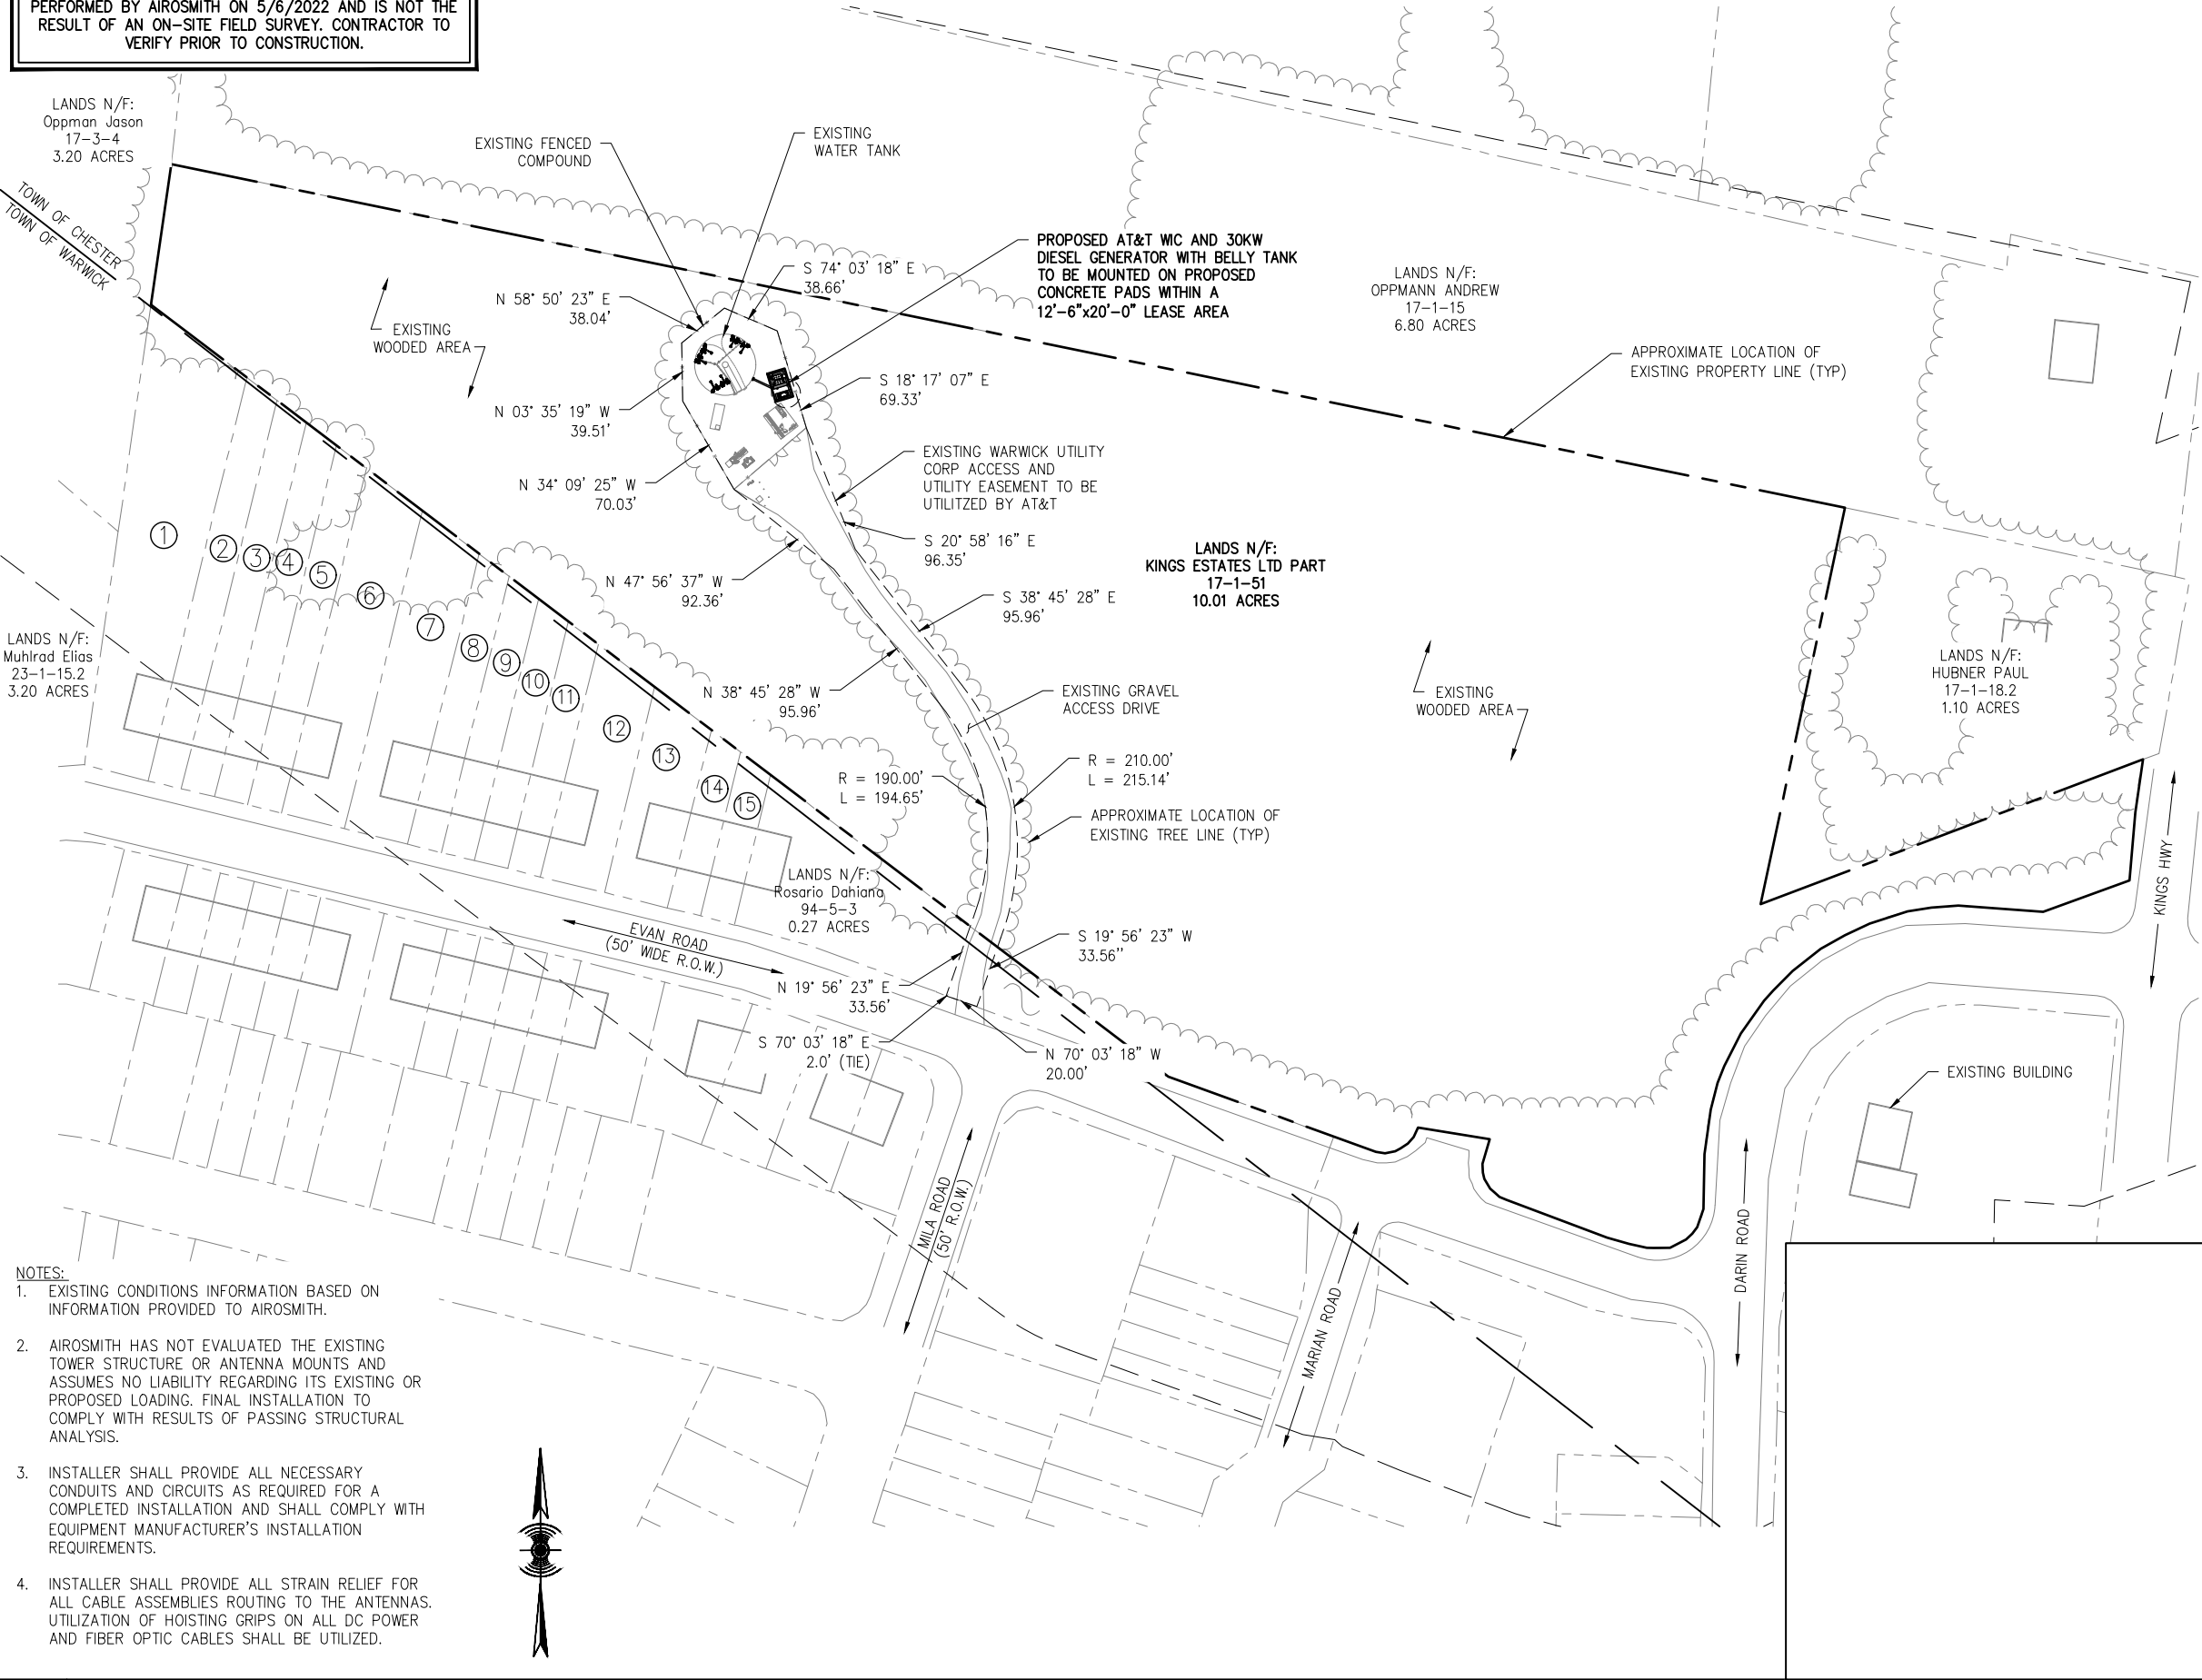 PERFORMED BY AIROSMITH ON 5/6/2022 AND IS NOT THE
RESULT OF AN ON-SITE FIELD SURVEY. CONTRACTOR TO
VERIFY PRIOR TO CONSTRUCTION.
LANDS N/F:
Oppman Jason
17-3-4
3.20 ACRES
TOWN OF CHESTER
TOWN OF WARWICK
EXISTING FENCED
COMPOUND
EXISTING
WATER TANK
PROPOSED AT&T WIC AND 30KW
DIESEL GENERATOR WITH BELLY TANK
TO BE MOUNTED ON PROPOSED
CONCRETE PADS WITHIN A
12'-6"x20'-0" LEASE AREA
LANDS N/F:
OPPMANN ANDREW
17-1-15
6.80 ACRES
APPROXIMATE LOCATION OF
EXISTING PROPERTY LINE (TYP)
S 74° 03' 18" E
38.66'
N 58° 50' 23" E
38.04'
EXISTING
WOODED AREA
N 03° 35' 19" W
39.51'
S 18° 17' 07" E
69.33'
N 34° 09' 25" W
70.03'
EXISTING WARWICK UTILITY
CORP ACCESS AND
UTILITY EASEMENT TO BE
UTILITZED BY AT&T
S 20° 58' 16" E
96.35'
LANDS N/F:
KINGS ESTATES LTD PART
17-1-51
10.01 ACRES
N 47° 56' 37" W
92.36'
S 38° 45' 28" E
95.96'
1
2
3
4
5
6
7
8
9
10
11
12
13
14
15
LANDS N/F:
Muhlrad Elias
23-1-15.2
3.20 ACRES
N 38° 45' 28" W
95.96'
EXISTING GRAVEL
ACCESS DRIVE
EXISTING
WOODED AREA
LANDS N/F:
HUBNER PAUL
17-1-18.2
1.10 ACRES
R = 190.00'
L = 194.65'
R = 210.00'
L = 215.14'
APPROXIMATE LOCATION OF
EXISTING TREE LINE (TYP)
LANDS N/F:
Rosario Dahiana
94-5-3
0.27 ACRES
EVAN ROAD
(50' WIDE R.O.W.)
S 19° 56' 23" W
33.56''
N 19° 56' 23" E
33.56'
S 70° 03' 18" E
2.0' (TIE)
N 70° 03' 18" W
20.00'
KINGS HWY
EXISTING BUILDING
MILA ROAD
(50' R.O.W.)
MARIAN ROAD
DARIN ROAD
NOTES:
1. EXISTING CONDITIONS INFORMATION BASED ON
INFORMATION PROVIDED TO AIROSMITH.
2. AIROSMITH HAS NOT EVALUATED THE EXISTING
TOWER STRUCTURE OR ANTENNA MOUNTS AND
ASSUMES NO LIABILITY REGARDING ITS EXISTING OR
PROPOSED LOADING. FINAL INSTALLATION TO
COMPLY WITH RESULTS OF PASSING STRUCTURAL
ANALYSIS.
3. INSTALLER SHALL PROVIDE ALL NECESSARY
CONDUITS AND CIRCUITS AS REQUIRED FOR A
COMPLETED INSTALLATION AND SHALL COMPLY WITH
EQUIPMENT MANUFACTURER'S INSTALLATION
REQUIREMENTS.
4. INSTALLER SHALL PROVIDE ALL STRAIN RELIEF FOR
ALL CABLE ASSEMBLIES ROUTING TO THE ANTENNAS.
UTILIZATION OF HOISTING GRIPS ON ALL DC POWER
AND FIBER OPTIC CABLES SHALL BE UTILIZED.